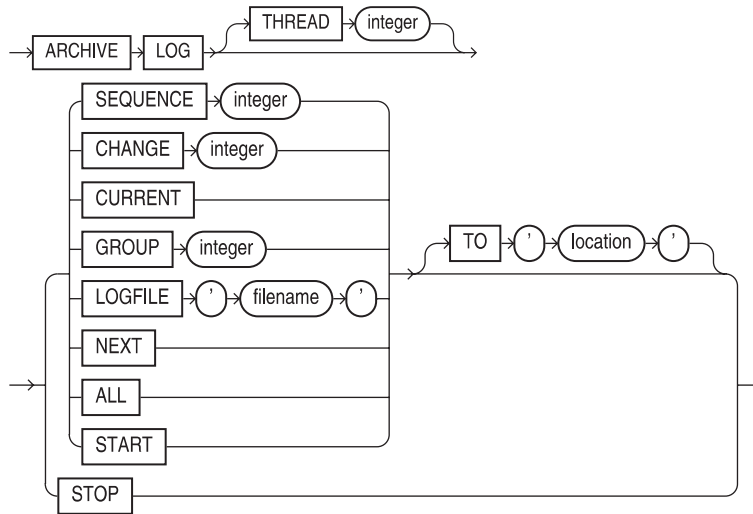 THREAD integer
ARCHIVE LOG
SEQUENCE integer
CHANGE integer
CURRENT
TO ' location '
GROUP integer
LOGFILE ' filename '
NEXT
ALL
START
STOP